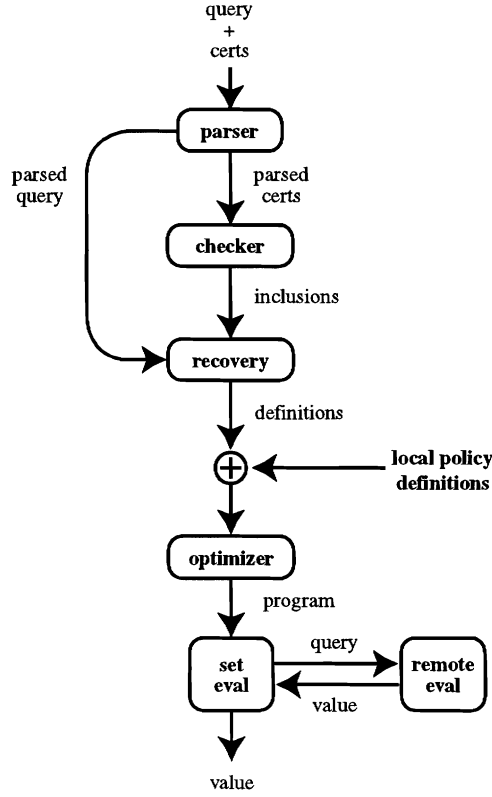 query
+
certs
parser
parsed
query
parsed
certs
checker
inclusions
recovery
definitions
local policy
definitions
optimizer
program
set
eval
query
value
remote
eval
value